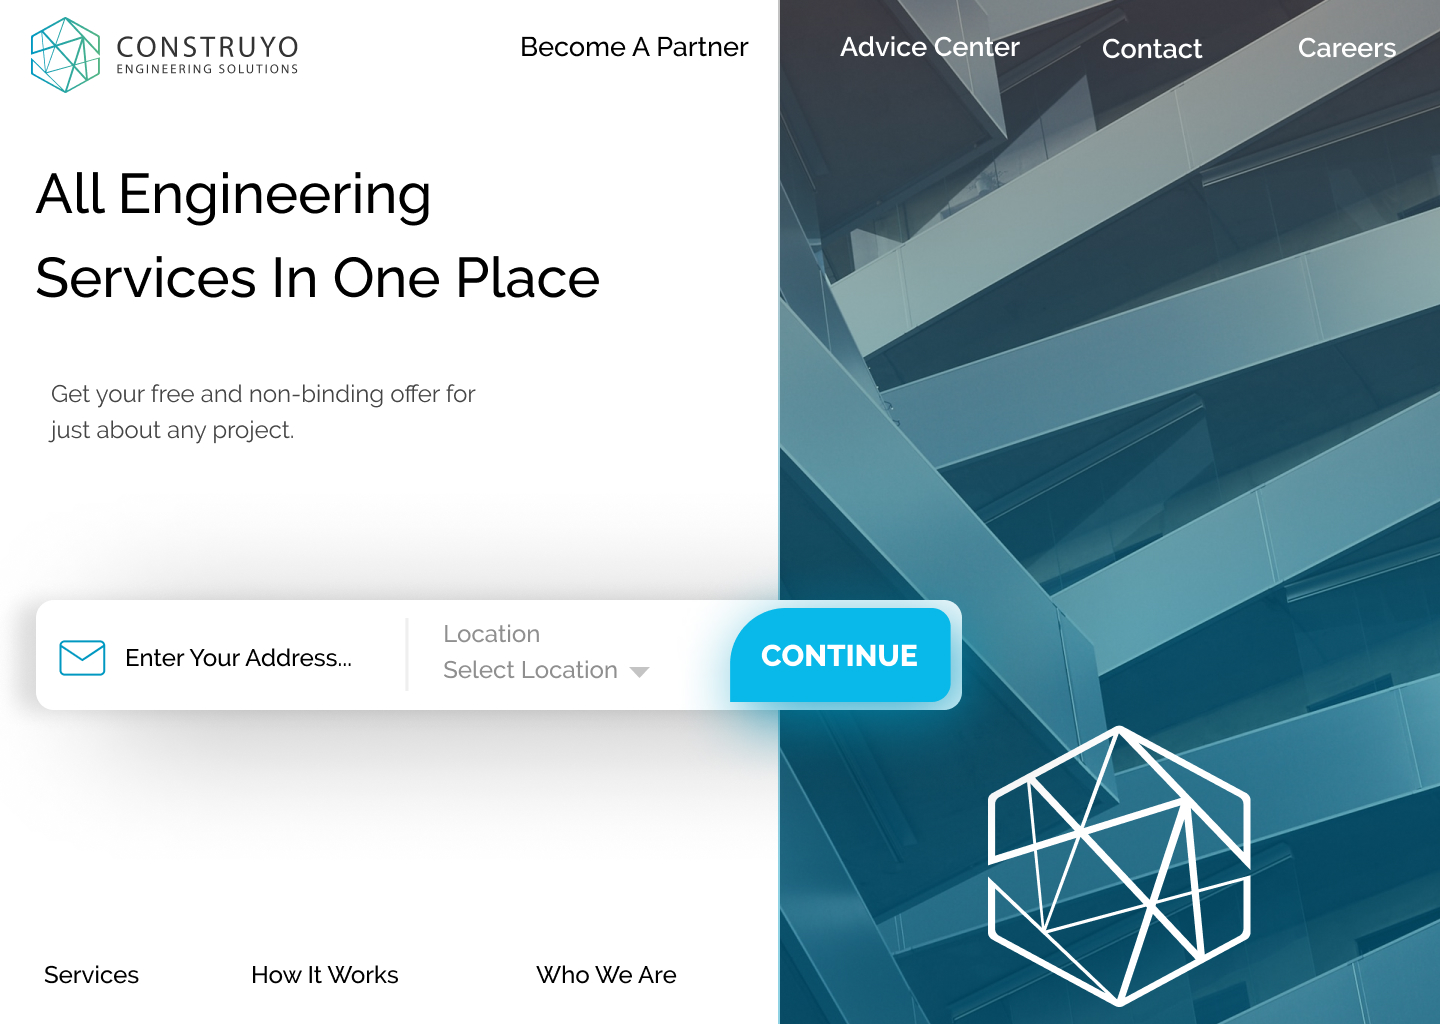 CONSTRUYO
ENGINEERING SOLUTIONS
Become A Partner
Advice Center
Contact
Careers
All Engineering
Services In One Place
Get your free and non-binding offer for
just about any project.
Enter Your Address...
Location
Select Location
CONTINUE
Services
How It Works
Who We Are